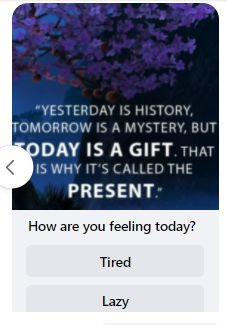 “YESTERDAY IS HISTORY,
TOMORROW IS A MYSTERY, BUT
TODAY IS A GIFT. THAT
IS WHY IT'S CALLED THE
PRESENT.”
How are you feeling today?
Tired
Lazy